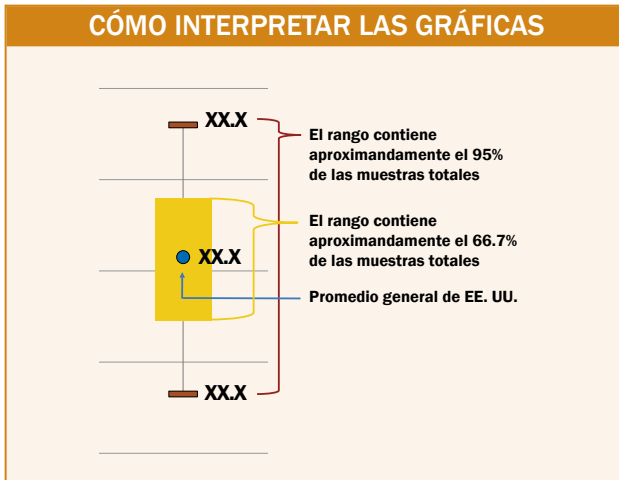 CÓMO INTERPRETAR LAS GRÁFICAS
XX.X
El rango contiene
aproximandamente el 95%
de las muestras totales
El rango contiene
aproximandamente el 66.7%
de las muestras totales
XX.X
Promedio general de EE. UU.
XX.X